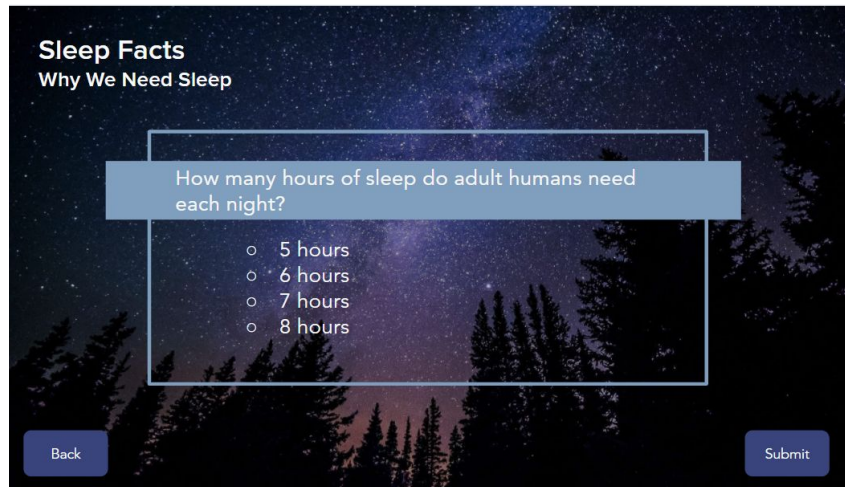 Sleep Facts
Why We Need Sleep
How many hours of sleep do adult humans need
each night?
○ 5 hours
○ 6 hours
○ 7 hours
○ 8 hours
Back
Submit